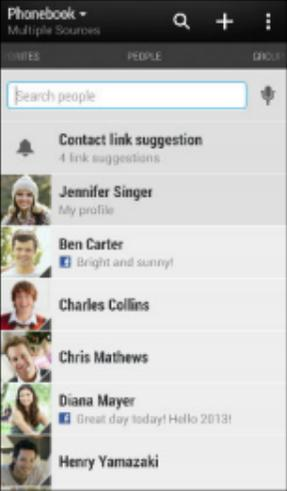 Phonebook
Multiple Sources
PEOPLE
Search people
Contact link suggestion
4 link suggestions
Jennifer Singer
My profile
Ben Carter
Bright and sunny!
Charles Collins
Chris Mathews
Diana Mayer
Great day today! Hello 2013!
Henry Yamazaki